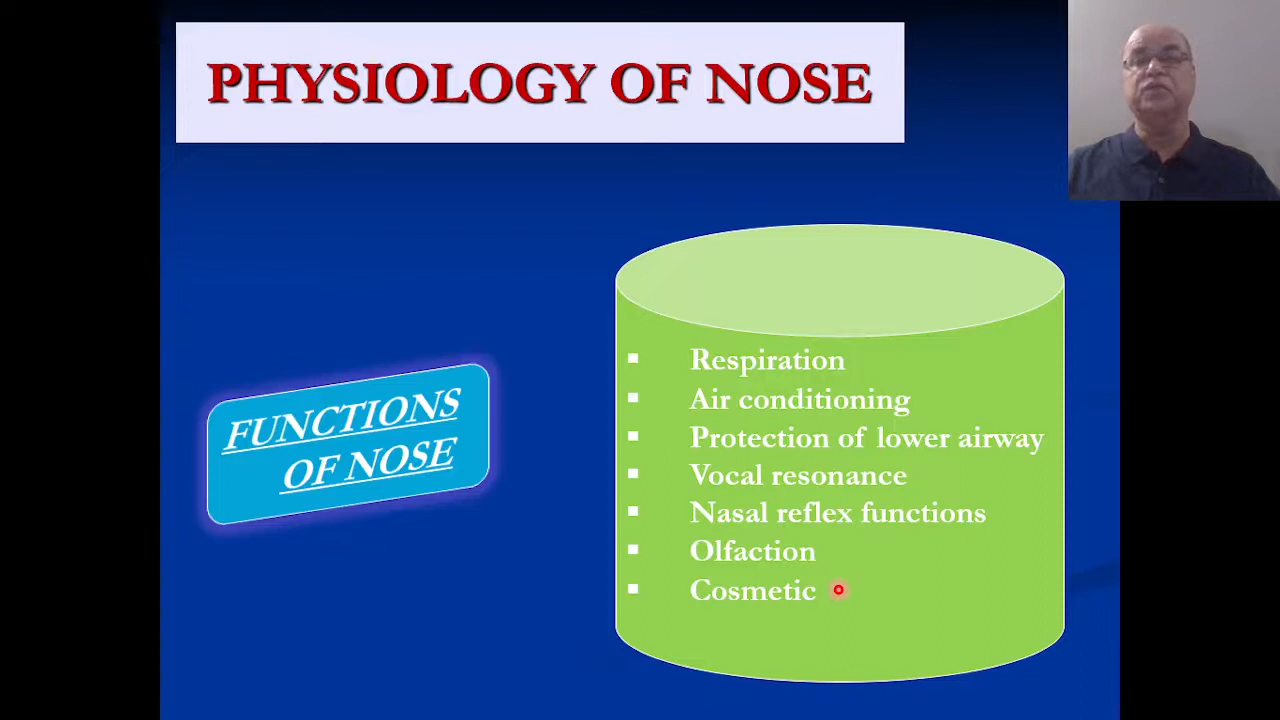 PHYSIOLOGY OF NOSE
FUNCTIONS
OF NOSE
Respiration
Air conditioning
Protection of lower airway
Vocal resonance
Nasal reflex functions
Olfaction
Cosmetic